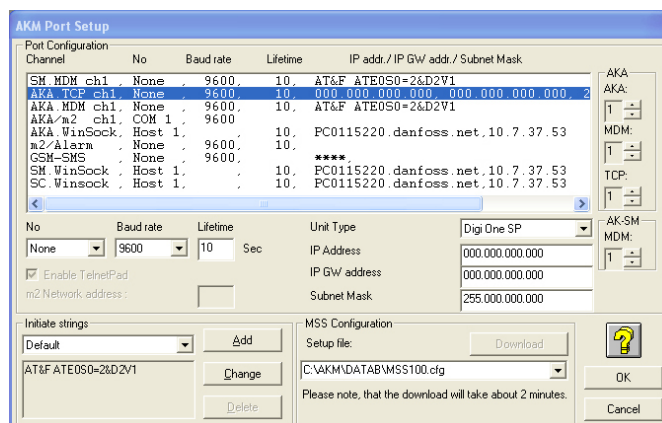 AKM Port Setup
Port Configuration
Channel No Baud rate Lifetime IP addr./ IP GW addr./ Subnet Mask
SM.MDM ch1 , None , 9600, 10, AT&F ATE0S0=2&D2V1
AKA.TCP ch1, None , 9600, 10, 000.000.000.000, 000.000.000.000, 2
AKA.MDM ch1, None , 9600, 10, AT&F ATE0S0=2&D2V1
AKA/m2 ch1, COM 1 , 9600
AKA.WinSock, Host 1, , 10, PC0115220.danfoss.net,10.7.37.53
m2/Alarm , None , 9600, 10,
GSM-SMS , None , 9600, ****,
SM.WinSock , Host 1, , 10, PC0115220.danfoss.net,10.7.37.53
SC.Winsock , Host 1, , 10, PC0115220.danfoss.net,10.7.37.53
AKA
AKA:
1
MDM:
1
TCP:
1
AK-SM
MDM:
1
No Baud rate Lifetime
None 9600 10 Sec
Enable TelnetPad
m2 Network address :
Unit Type Digi One SP
IP Address 000.000.000.000
IP GW address 000.000.000.000
Subnet Mask 255.000.000.000
Initiate strings
Default
AT&F ATE0S0=2&D2V1
Add
Change
Delete
MSS Configuration
Setup file: Download
C:\AKM\DATAB\MSS100.cfg
Please note, that the download will take about 2 minutes.
OK
Cancel